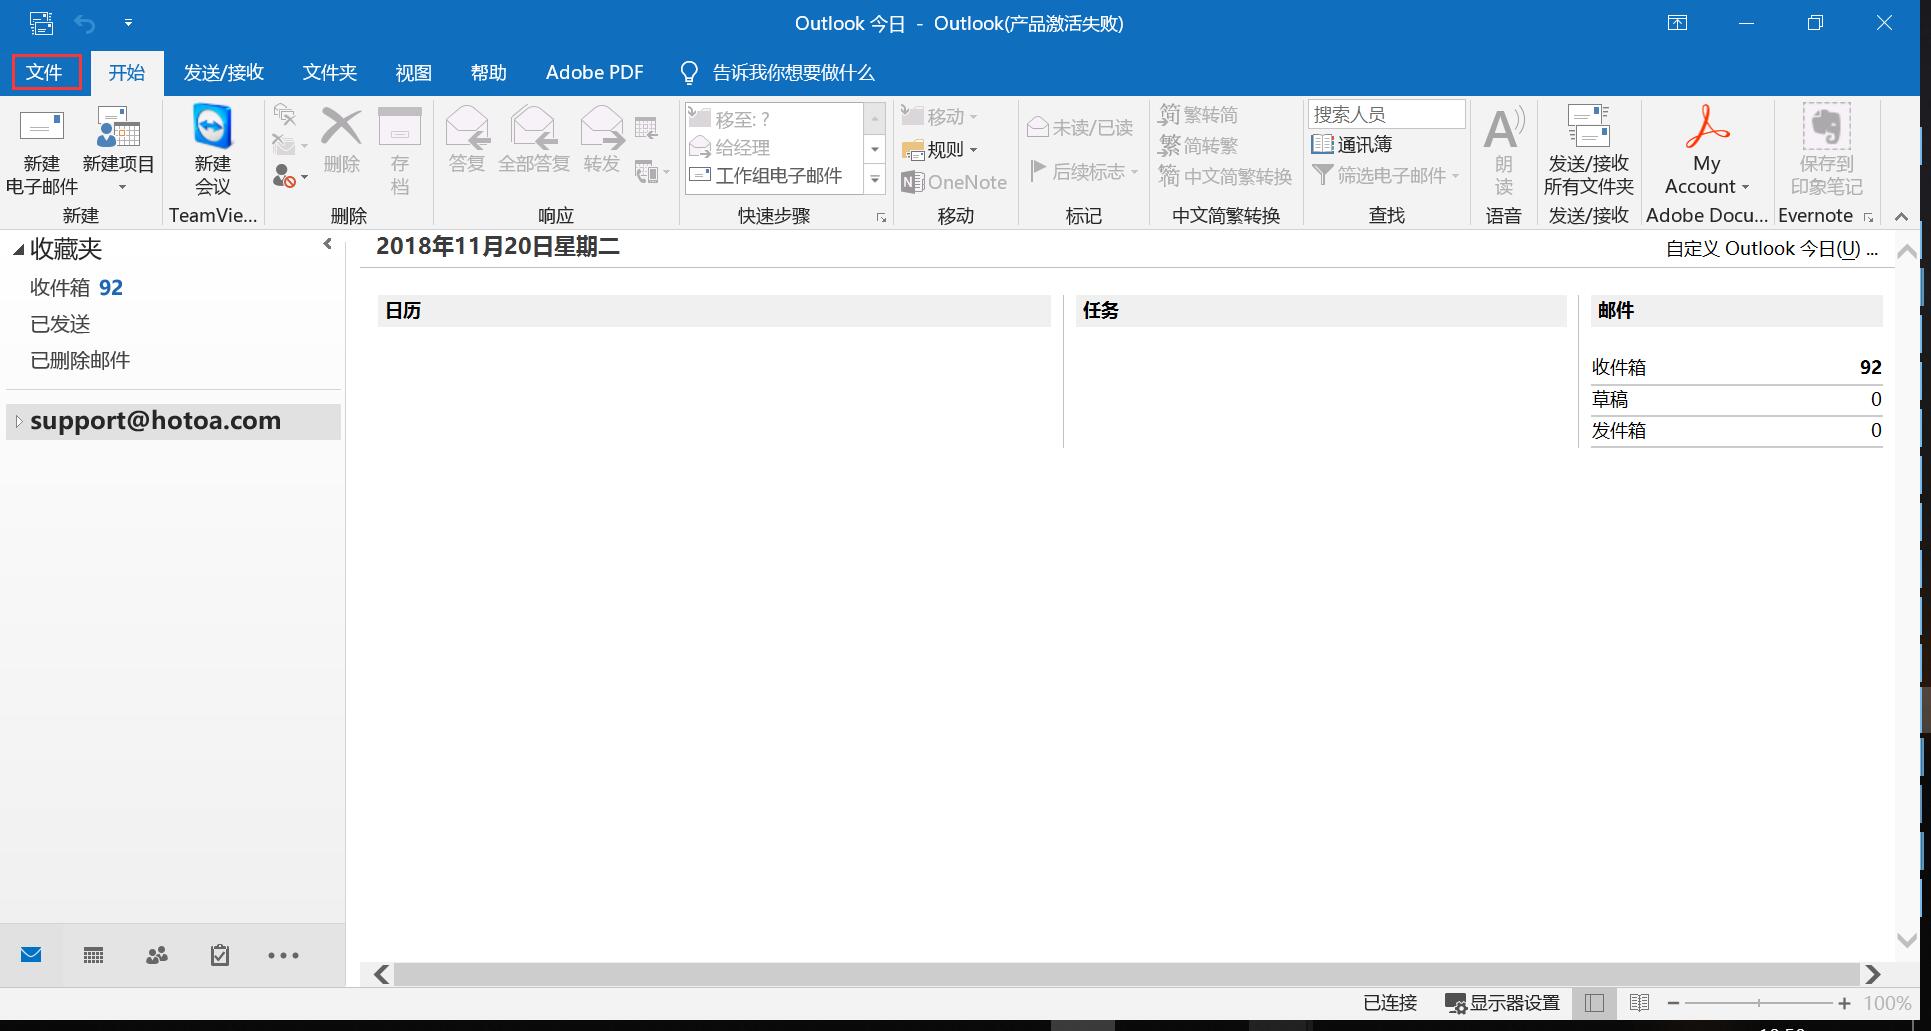 Outlook 今日 - Outlook(产品激活失败)
文件 开始 发送/接收 文件夹 视图 帮助 Adobe PDF 告诉我你想要做什么
新建
电子邮件
新建项目
新建
新建
会议
TeamVie...
删除
存
档
删除
答复
全部答复
转发
响应
移至: ?
给经理
工作组电子邮件
快速步骤
移动
规则
OneNote
移动
未读/已读
后续标志
标记
繁转简
简转繁
中文简繁转换
中文简繁转换
搜索人员
通讯簿
筛选电子邮件
查找
朗
读
语音
发送/接收
所有文件夹
发送/接收
My
Account
Adobe Docu...
保存到
印象笔记
Evernote
收藏夹
收件箱 92
已发送
已删除邮件
support@hotoa.com
2018年11月20日星期二
自定义 Outlook 今日(U) ...
日历
任务
邮件
收件箱 92
草稿 0
发件箱 0
已连接 显示器设置 100%